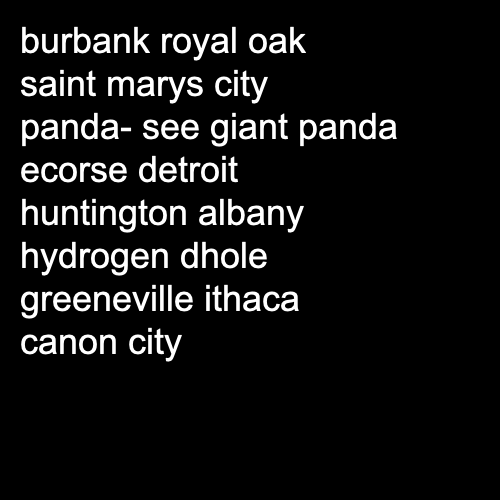 burbank royal oak
saint marys city
panda- see giant panda
ecorse detroit
huntington albany
hydrogen dhole
greeneville ithaca
canon city